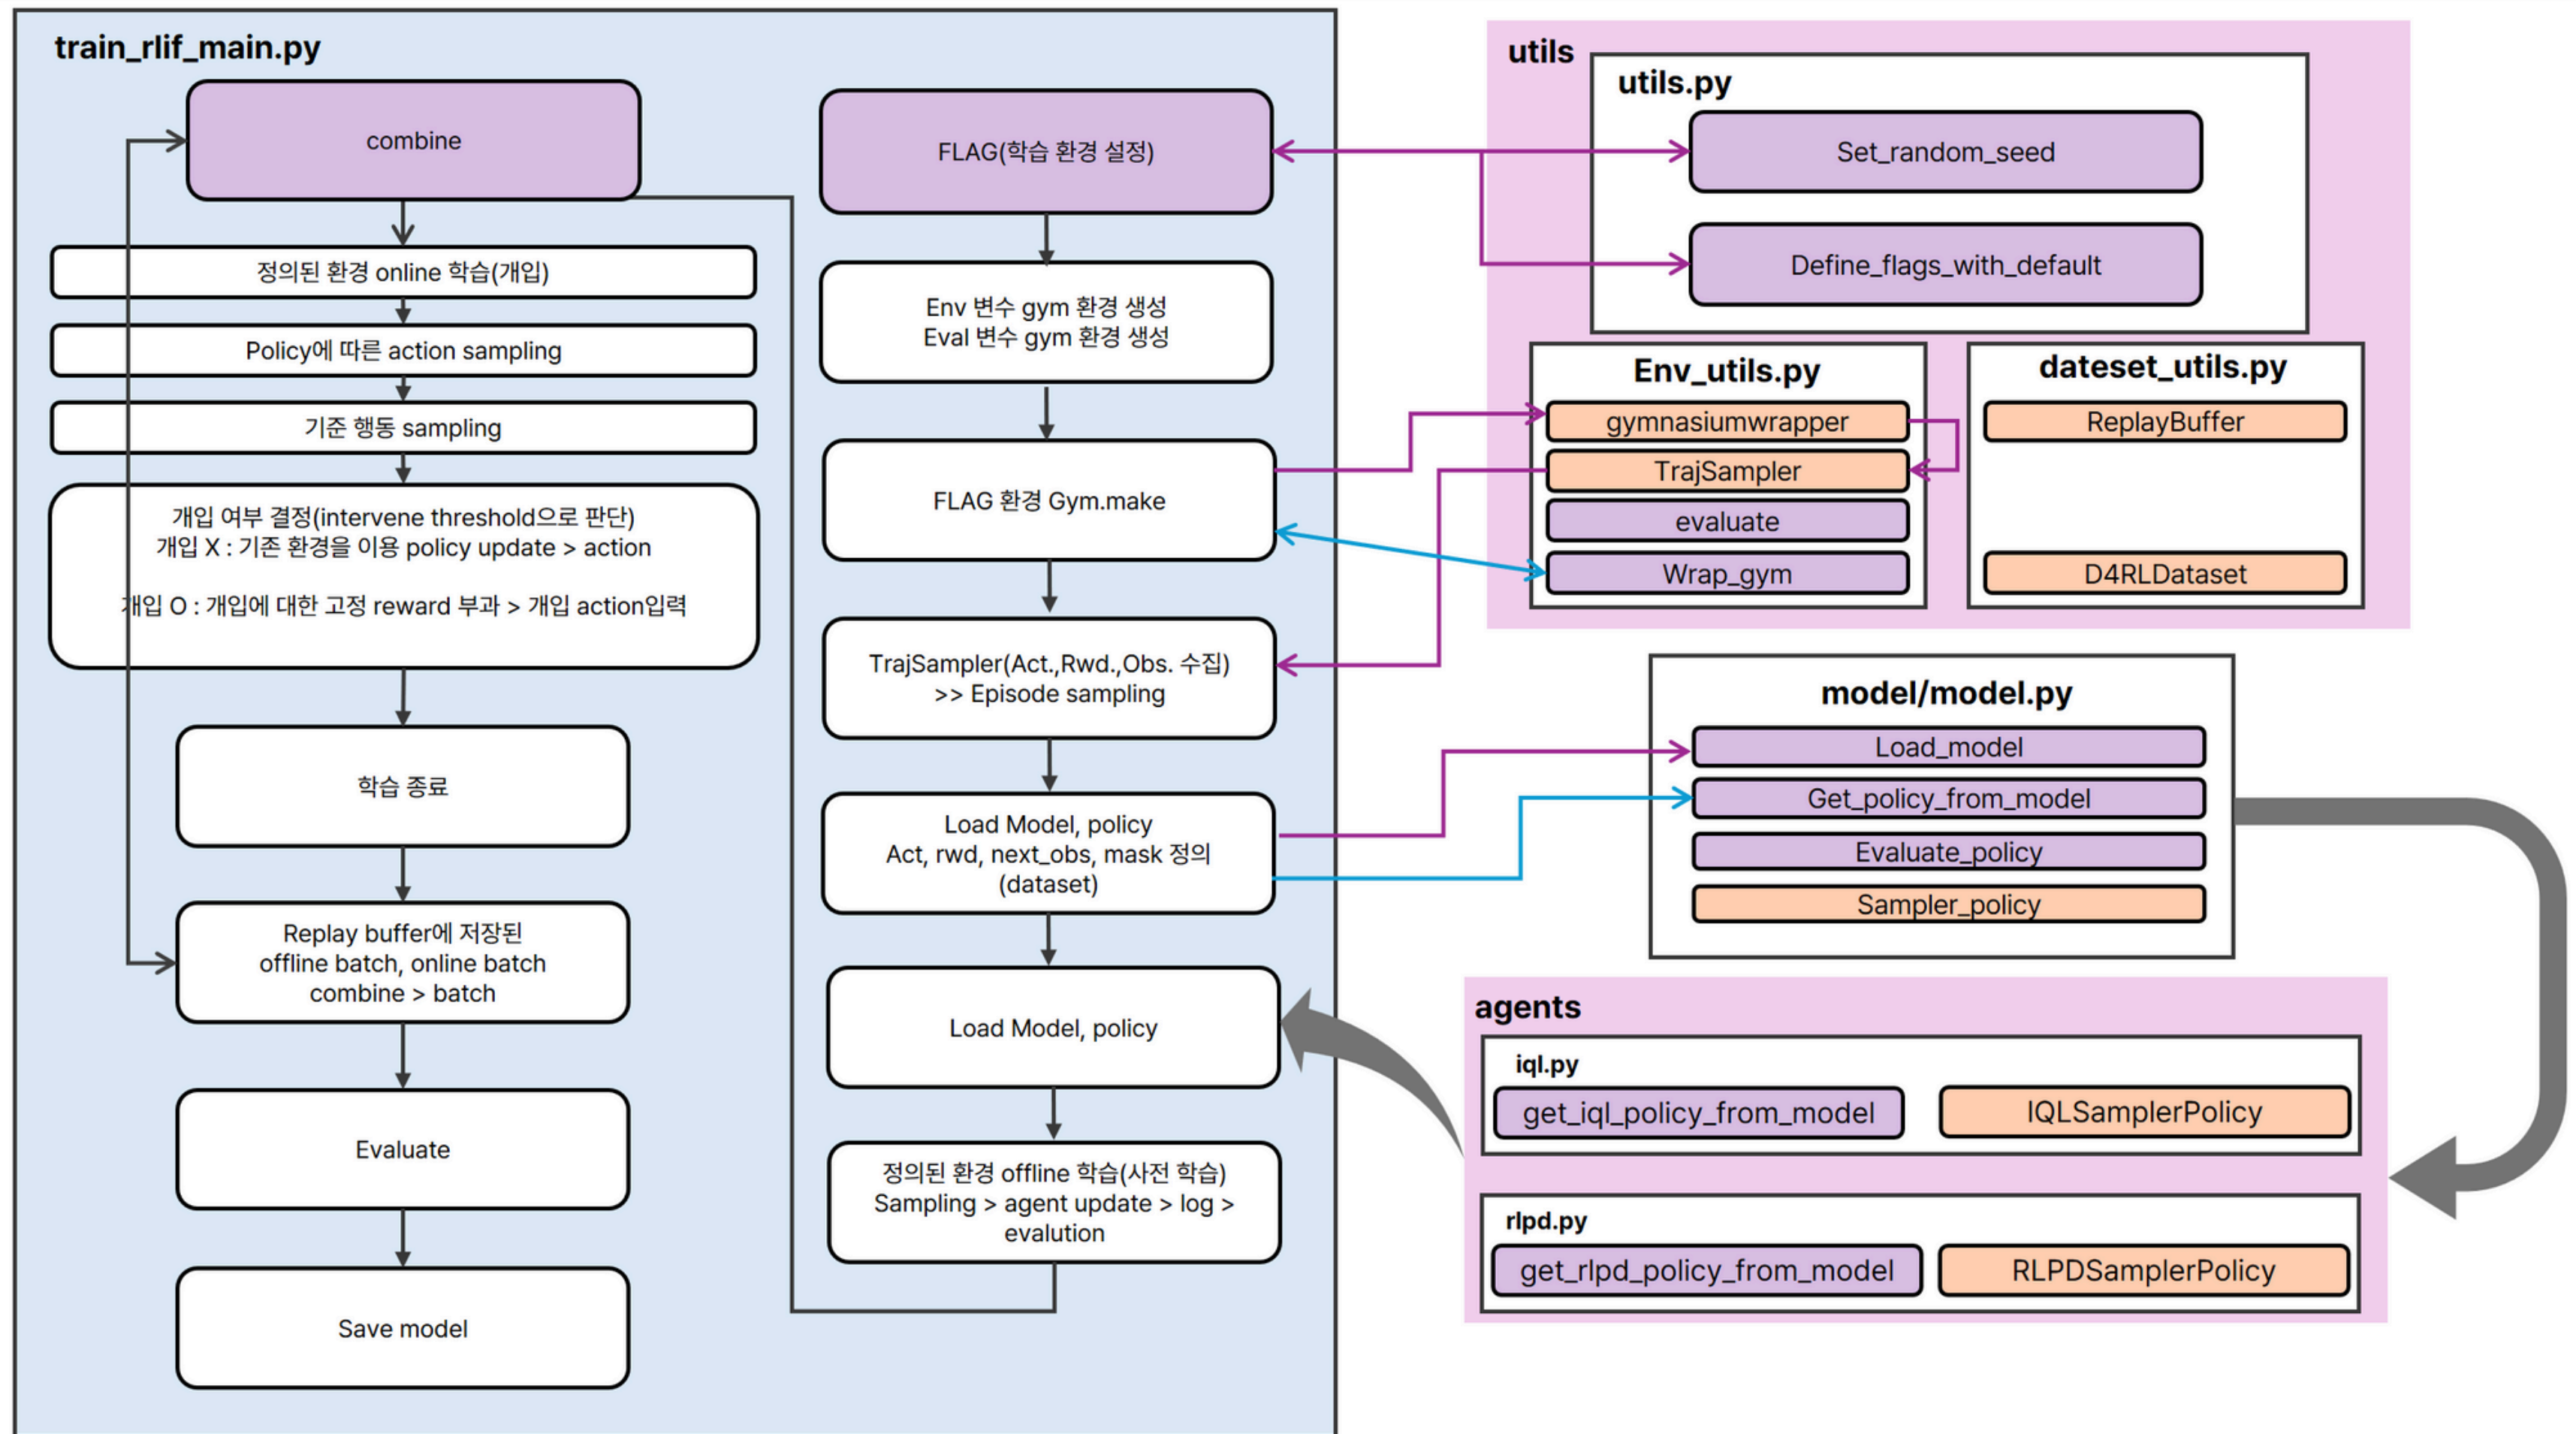 train_rlif_main.py
combine
정의된 환경 online 학습(개입)
Policy에 따른 action sampling
기준 행동 sampling
개입 여부 결정(intervene threshold으로 판단)
개입 X : 기존 환경을 이용 policy update > action
개입 O : 개입에 대한 고정 reward 부과 > 개입 action입력
학습 종료
Replay buffer에 저장된
offline batch, online batch
combine > batch
Evaluate
Save model
FLAG(학습 환경 설정)
Env 변수 gym 환경 생성
Eval 변수 gym 환경 생성
FLAG 환경 Gym.make
TrajSampler(Act.,Rwd.,Obs. 수집)
>> Episode sampling
Load Model, policy
Act, rwd, next_obs, mask 정의
(dataset)
Load Model, policy
정의된 환경 offline 학습(사전 학습)
Sampling > agent update > log >
evalution
utils
utils.py
Set_random_seed
Define_flags_with_default
Env_utils.py
gymnasiumwrapper
TrajSampler
evaluate
Wrap_gym
dateset_utils.py
ReplayBuffer
D4RLDataset
model/model.py
Load_model
Get_policy_from_model
Evaluate_policy
Sampler_policy
agents
iql.py
get_iql_policy_from_model
IQLSamplerPolicy
rlpd.py
get_rlpd_policy_from_model
RLPDSamplerPolicy